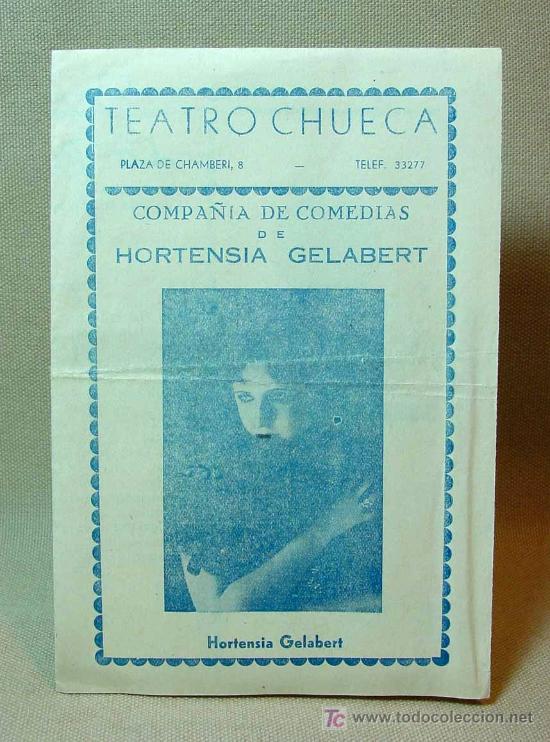 TEATRO CHUECA
PLAZA DE CHAMBERI, 8 — TELEF. 33277
COMPAÑIA DE COMEDIAS
DE
HORTENSIA GELABERT
Hortensia Gelabert
TC www.todocoleccion.net